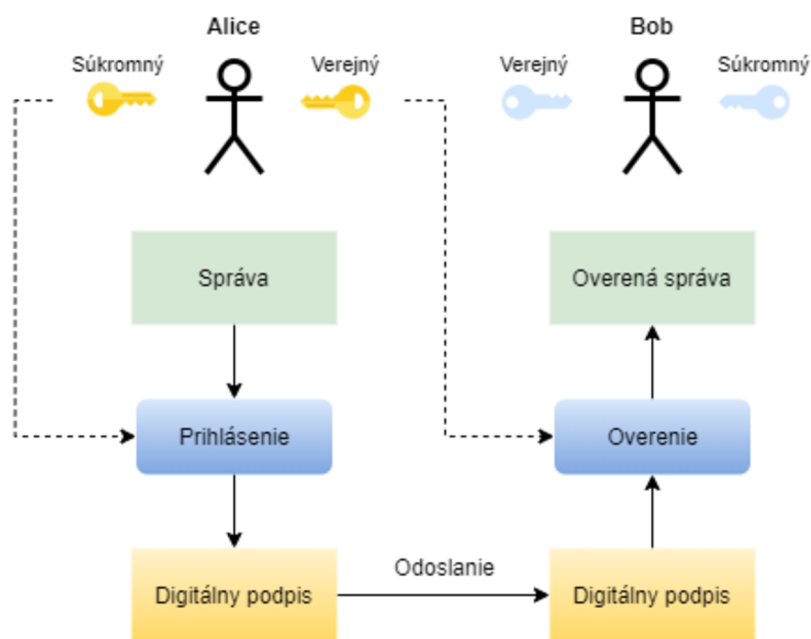 Alice
Bob
Súkromný
Verejný
Verejný
Súkromný
Správa
Overená správa
Prihlásenie
Overenie
Odoslanie
Digitálny podpis
Digitálny podpis